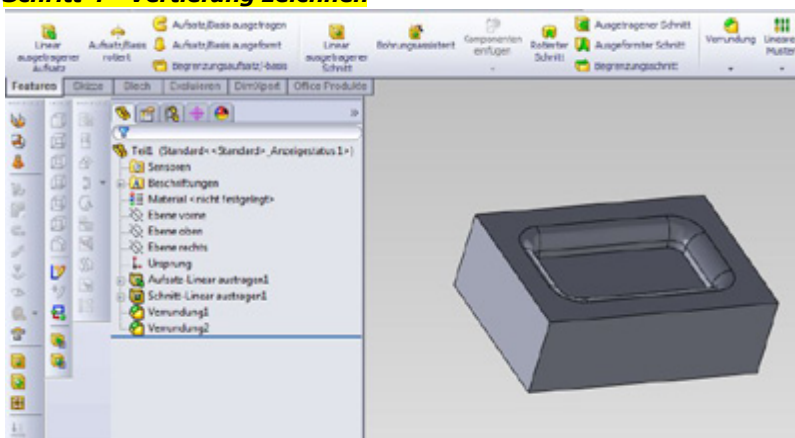 Schritt 4 - Vertiefung zeichnen
Linear ausgetragener Aufsatz
Aufsatz/Basis rotiert
Aufsatz/Basis ausgetragen
Aufsatz/Basis ausgeformt
Begrenzungsaufsatz/-basis
Linear ausgetragener Schnitt
Bohrungsassistent
Komponenten einfügen
Rotierter Schnitt
Ausgetragener Schnitt
Ausgeformter Schnitt
Begrenzungsschnitt
Verrundung
Lineares Muster
Features
Skizze
Blech
Evaluieren
DimXpert
Office Produkte
Teil1 (Standard<<Standard>_Anzeigestatus 1>)
Sensoren
Beschriftungen
Material <nicht festgelegt>
Ebene vorne
Ebene oben
Ebene rechts
Ursprung
Aufsatz-Linear austragen1
Schnitt-Linear austragen1
Verrundung1
Verrundung2